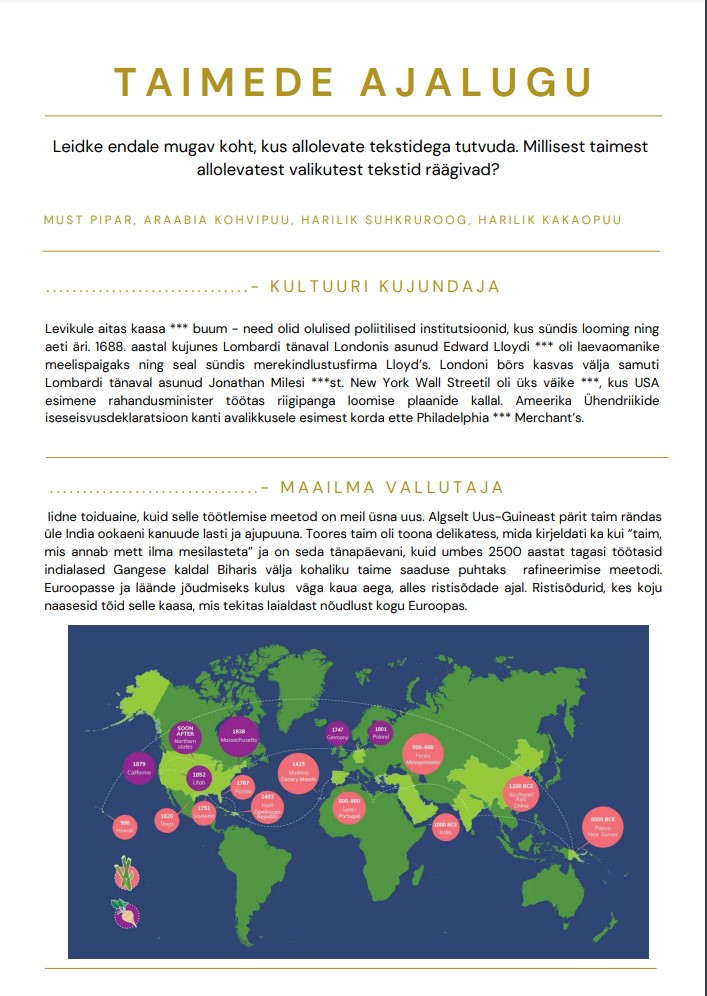 TAIMEDE AJALUGU
Leidke endale mugav koht, kus allolevate tekstidega tutvuda. Millisest taimest
allolevatest valikutest tekstid räägivad?
MUST PIPAR, ARAABIA KOHVIPUU, HARILIK SUHKRUROOG, HARILIK KAKAOPUU
...............................- KULTUURI KUJUNDAJA
Levikule aitas kaasa *** buum - need olid olulised poliitilised institutsioonid, kus sündis looming ning
aeti äri. 1688. aastal kujunes Lombardi tänaval Londonis asunud Edward Lloydi *** oli laevaomanike
meelispaigaks ning seal sündis merekindlustusfirma Lloyd's. Londoni börs kasvas välja samuti
Lombardi tänaval asunud Jonathan Milesi ***st. New York Wall Streetil oli üks väike ***, kus USA
esimene rahandusminister töötas riigipanga loomise plaanide kallal. Ameerika Ühendriikide
iseseisvusdeklaratsioon kanti avalikkusele esimest korda ette Philadelphia *** Merchant's.
................................- MAAILMA VALLUTAJA
Iidne toiduaine, kuid selle töötlemise meetod on meil üsna uus. Algselt Uus-Guineast pärit taim rändas
üle India ookaeni kanuude lasti ja ajupuuna. Toores taim oli toona delikatess, mida kirjeldati ka kui “taim,
mis annab mett ilma mesilasteta” ja on seda tänapäevani, kuid umbes 2500 aastat tagasi töötasid
indialased Gangese kaldal Biharis välja kohaliku taime saaduse puhtaks rafineerimise meetodi.
Euroopasse ja läände jõudmiseks kulus väga kaua aega, alles ristisõdade ajal. Ristisõdurid, kes koju
naasesid tõid selle kaasa, mis tekitas laialdast nõudlust kogu Euroopas.
SOON
AFTER
Northern
states
1838
Massachusetts
1747
Germany
1801
Poland
500-600
Persia
Mesopotamia
1879
California
1852
Utah
1767
Florida
1425
Madeira
Canary Islands
1493
Haiti
Dominican
Republic
800-900
Spain
Portugal
1200 BCE
Southeast
Asia
China
500
Hawaii
1820
Texas
1751
Louisiana
1000 BCE
India
8000 BCE
Papua
New Guinea